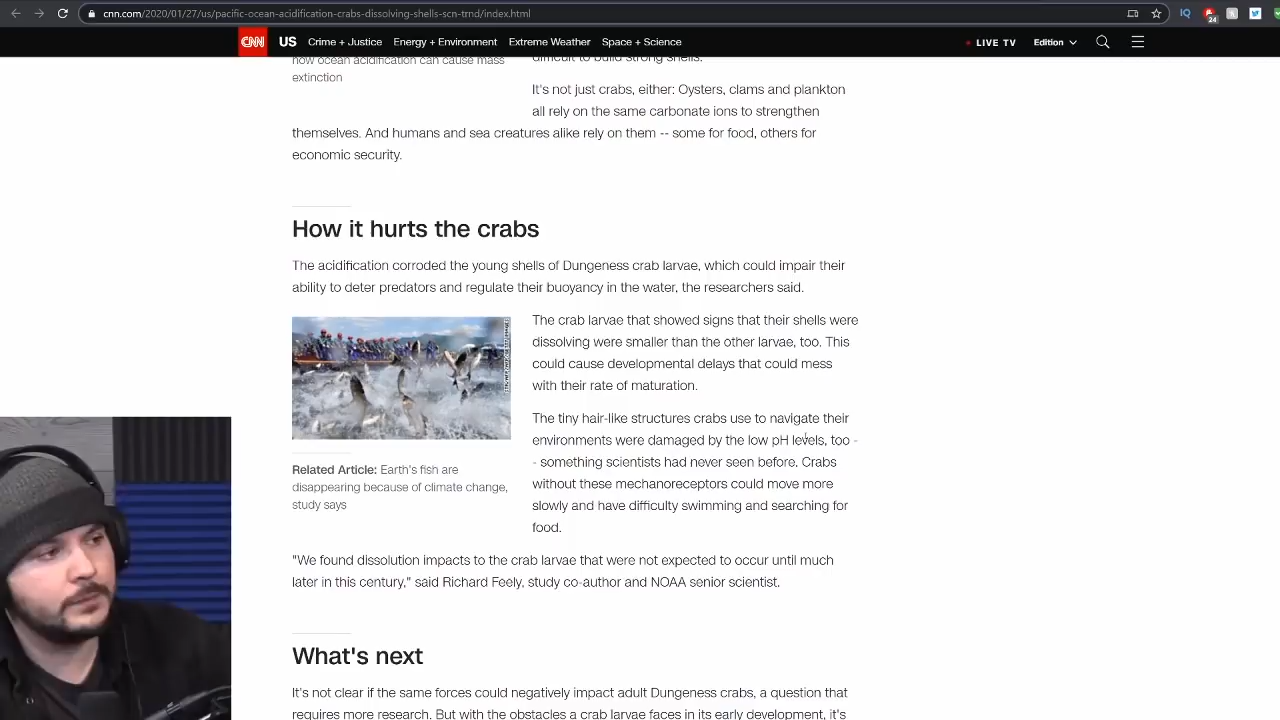 cnn.com/2020/01/27/us/pacific-ocean-acidification-crabs-dissolving-shells-scn-trnd/index.html
24
CNN US Crime + Justice Energy + Environment Extreme Weather Space + Science LIVE TV Edition
how ocean acidification can cause mass
extinction
difficult to build strong shells.
It's not just crabs, either: Oysters, clams and plankton
all rely on the same carbonate ions to strengthen
themselves. And humans and sea creatures alike rely on them -- some for food, others for
economic security.
How it hurts the crabs
The acidification corroded the young shells of Dungeness crab larvae, which could impair their
ability to deter predators and regulate their buoyancy in the water, the researchers said.
The crab larvae that showed signs that their shells were
dissolving were smaller than the other larvae, too. This
could cause developmental delays that could mess
with their rate of maturation.
The tiny hair-like structures crabs use to navigate their
environments were damaged by the low pH levels, too -
- something scientists had never seen before. Crabs
without these mechanoreceptors could move more
slowly and have difficulty swimming and searching for
food.
Related Article: Earth's fish are
disappearing because of climate change,
study says
"We found dissolution impacts to the crab larvae that were not expected to occur until much
later in this century," said Richard Feely, study co-author and NOAA senior scientist.
What's next
It's not clear if the same forces could negatively impact adult Dungeness crabs, a question that
requires more research. But with the obstacles a crab larvae faces in its early development, it's